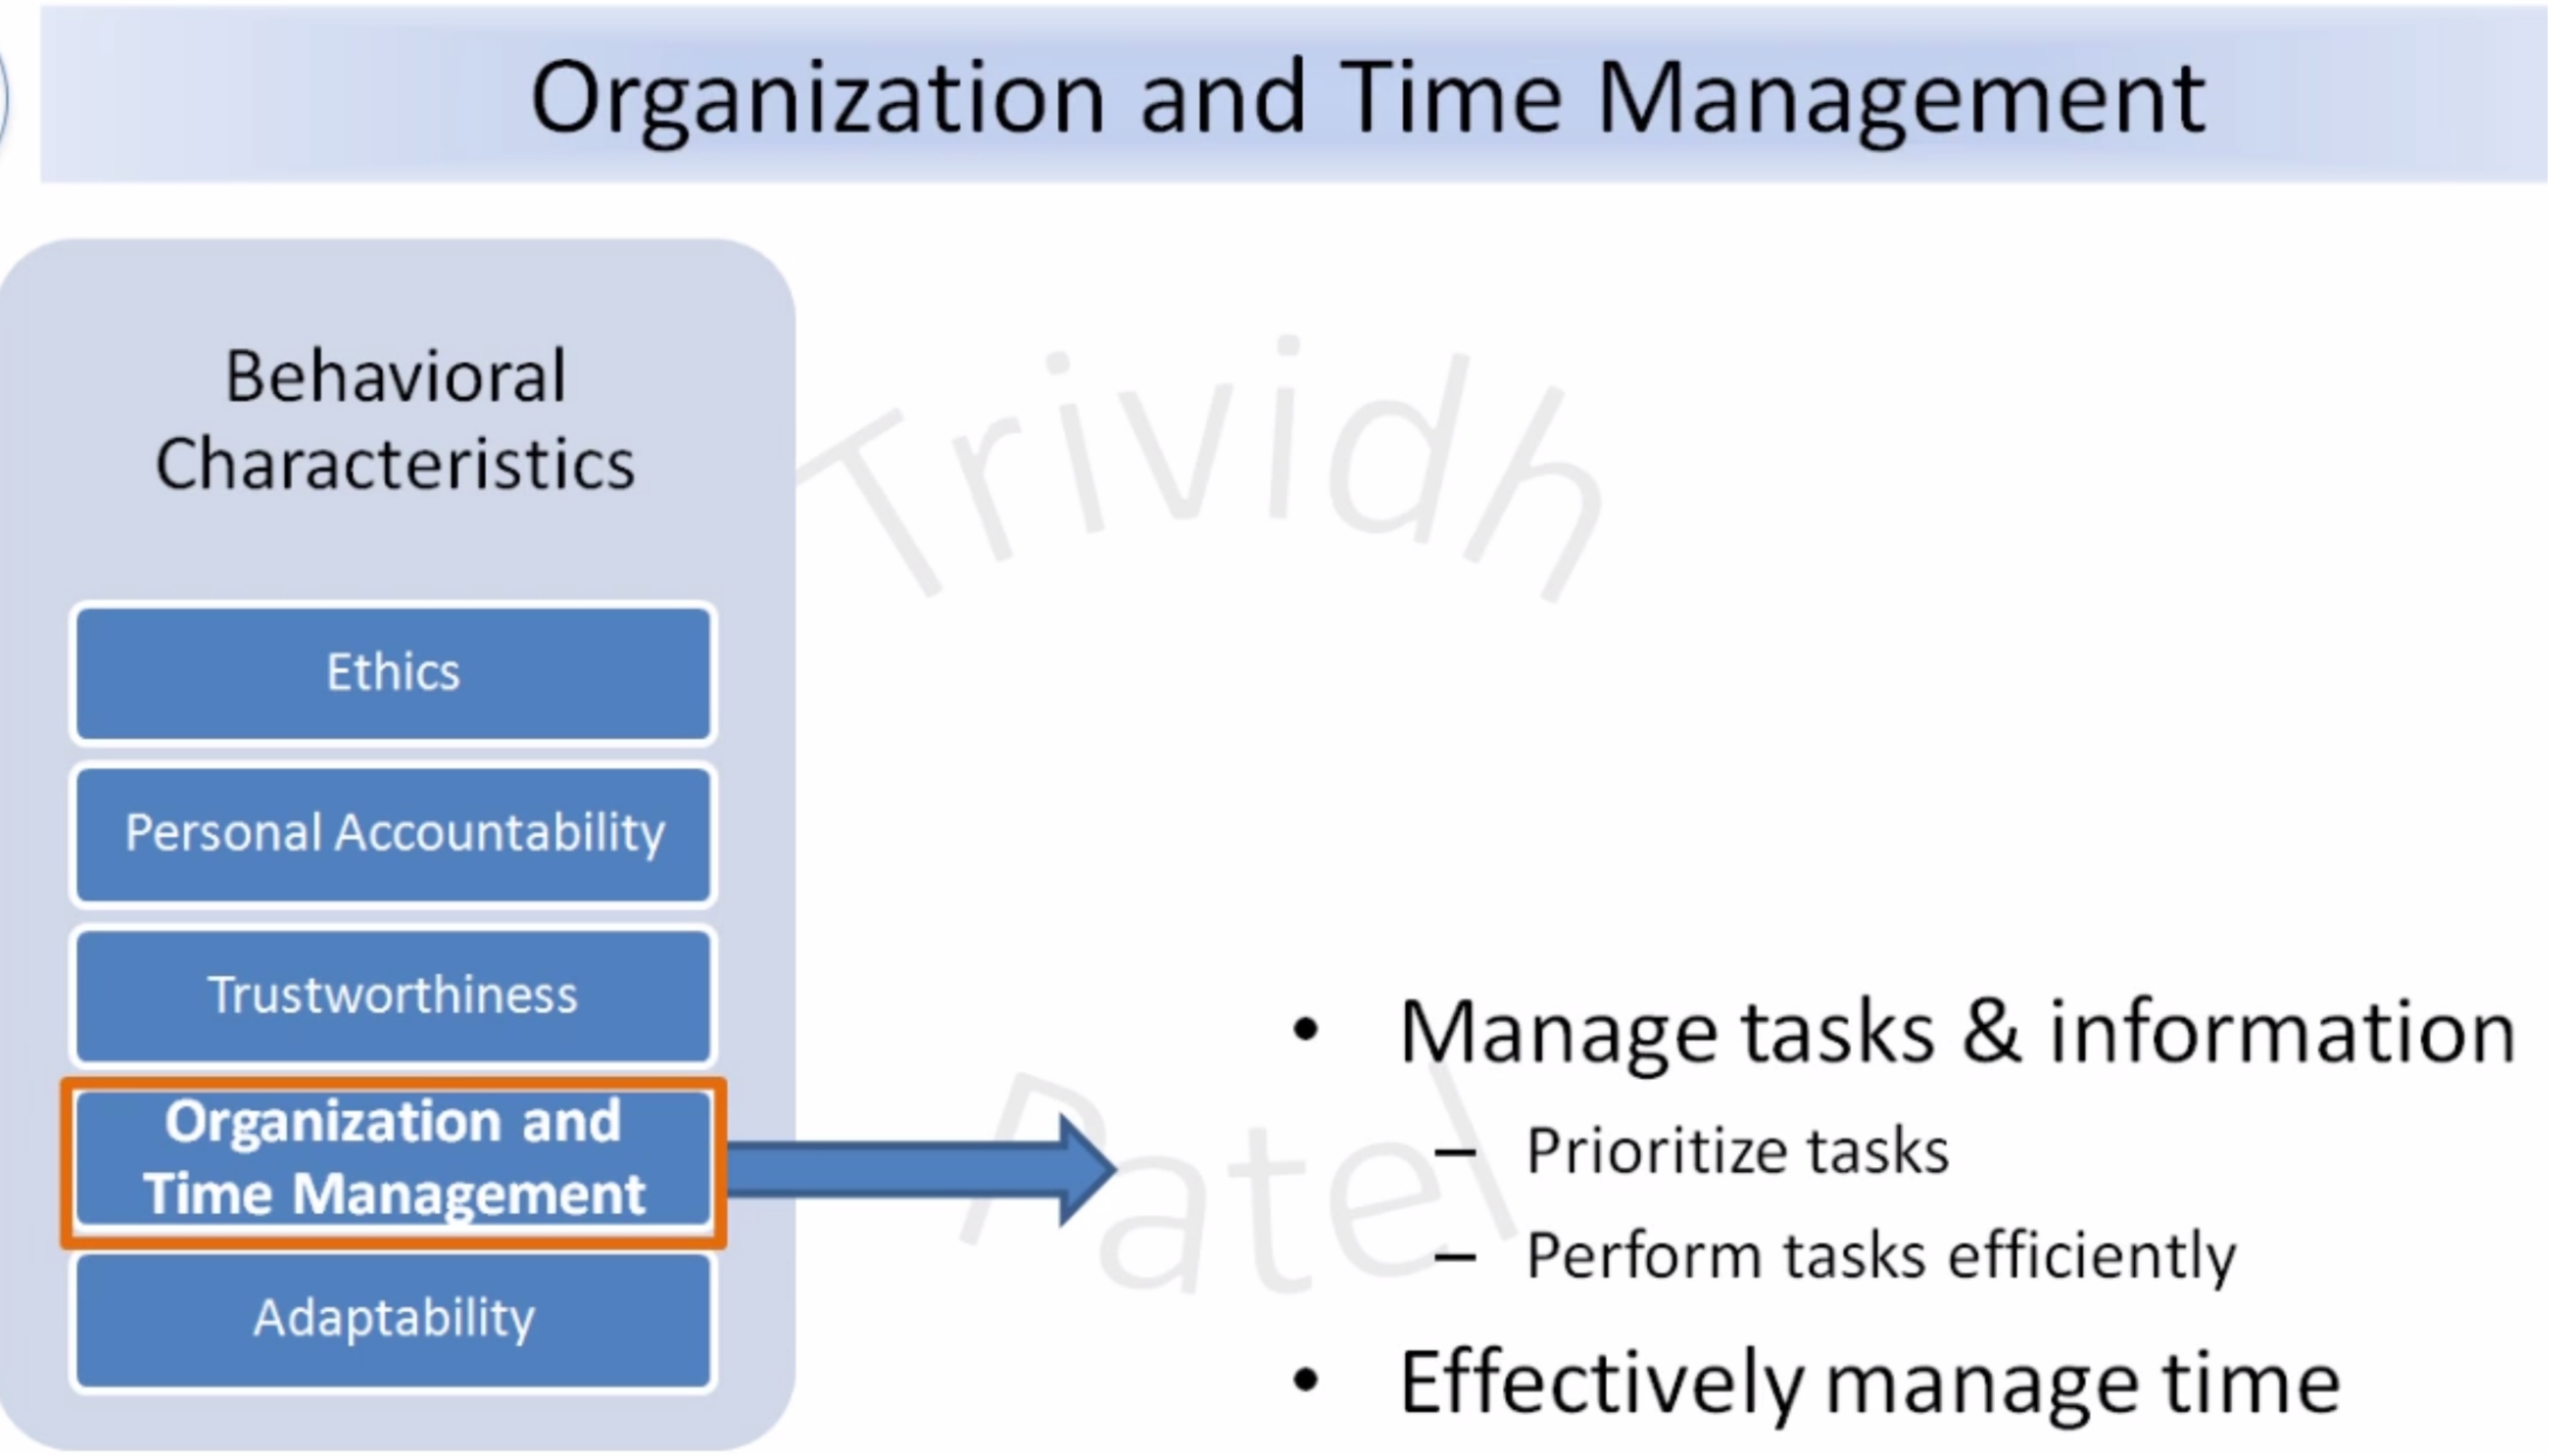 Organization and Time Management
Behavioral
Characteristics
Ethics
Personal Accountability
Trustworthiness
Organization and
Time Management
Adaptability
Trividh
Patel
• Manage tasks & information
– Prioritize tasks
– Perform tasks efficiently
• Effectively manage time